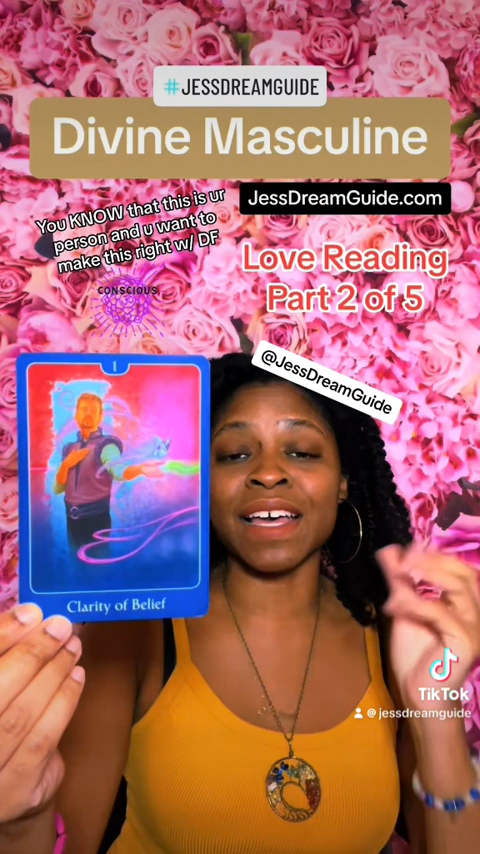 #JESSDREAMGUIDE
Divine Masculine
JessDreamGuide.com
You KNOW that this is ur
person and u want to
make this right w/ DF
CONSCIOUS
Love Reading
Part 2 of 5
@JessDreamGuide
1
Clarity of Belief
TikTok
@jessdreamguide